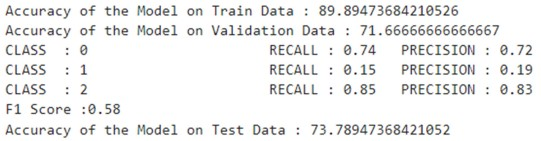 Accuracy of the Model on Train Data : 89.89473684210526
Accuracy of the Model on Validation Data : 71.66666666666667
CLASS : 0 RECALL : 0.74 PRECISION : 0.72
CLASS : 1 RECALL : 0.15 PRECISION : 0.19
CLASS : 2 RECALL : 0.85 PRECISION : 0.83
F1 Score :0.58
Accuracy of the Model on Test Data : 73.78947368421052